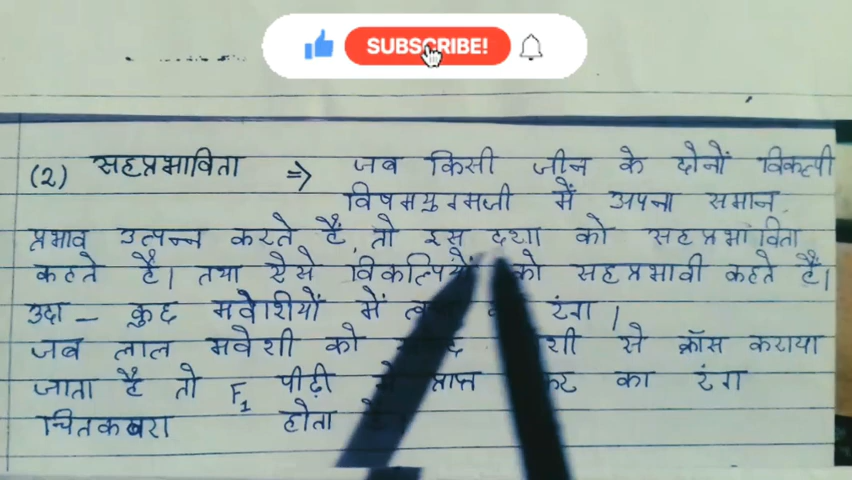 SUBSCRIBE!
(2) सहप्रभाविता ⇒ जब किसी जीन के दोनों विकल्पी
विषमयुग्मजी में अपना समान
प्रभाव उत्पन्न करते हैं, तो इस दशा को सहप्रभाविता
कहते हैं। तथा ऐसे विकल्पियों को सहप्रभावी कहते हैं।
उदा — कुछ मवेशीयों में रंग।
जब लाल मवेशी को से क्रॉस कराया
जाता है तो F₁ पीढ़ी प्राप्त का रंग
चितकबरा होता